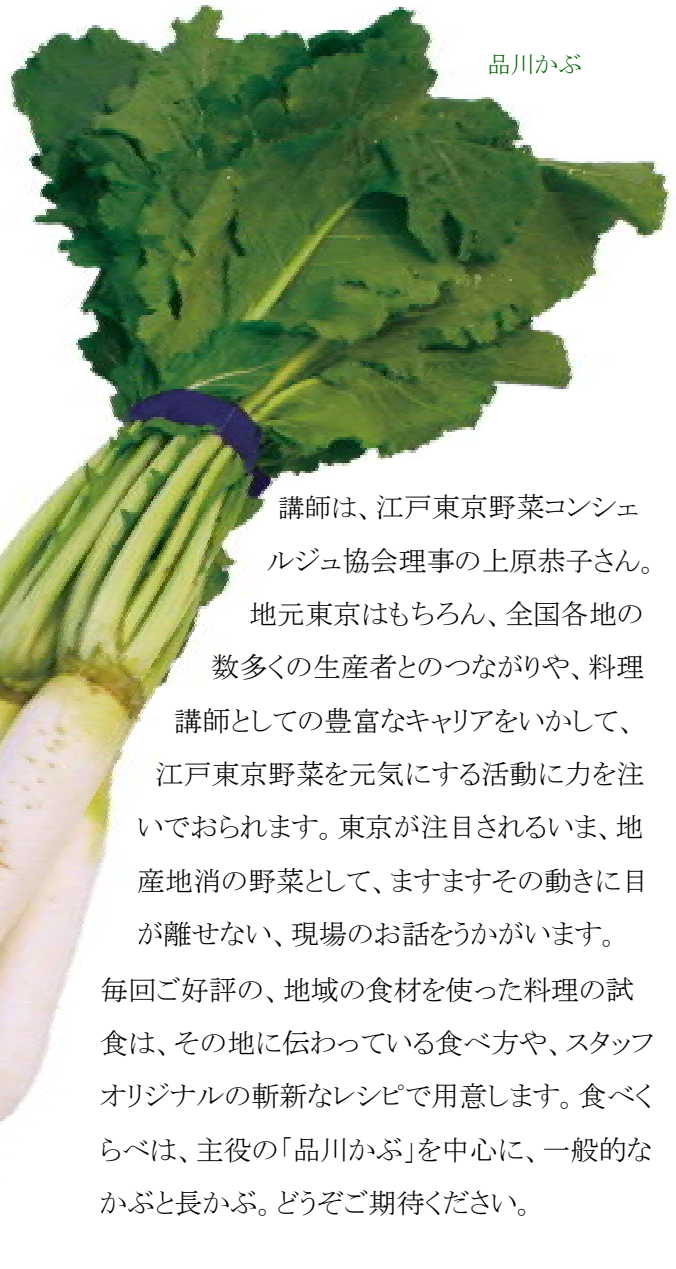 品川かぶ
講師は、江戸東京野菜コンシェ
ルジュ協会理事の上原恭子さん。
地元東京はもちろん、全国各地の
数多くの生産者とのつながりや、料理
講師としての豊富なキャリアをいかして、
江戸東京野菜を元気にする活動に力を注
いでおられます。東京が注目されるいま、地
産地消の野菜として、ますますその動きに目
が離せない、現場のお話をうかがいます。
毎回ご好評の、地域の食材を使った料理の試
食は、その地に伝わっている食べ方や、スタッフ
オリジナルの斬新なレシピで用意します。食べく
らべは、主役の「品川かぶ」を中心に、一般的な
かぶと長かぶ。どうぞご期待ください。